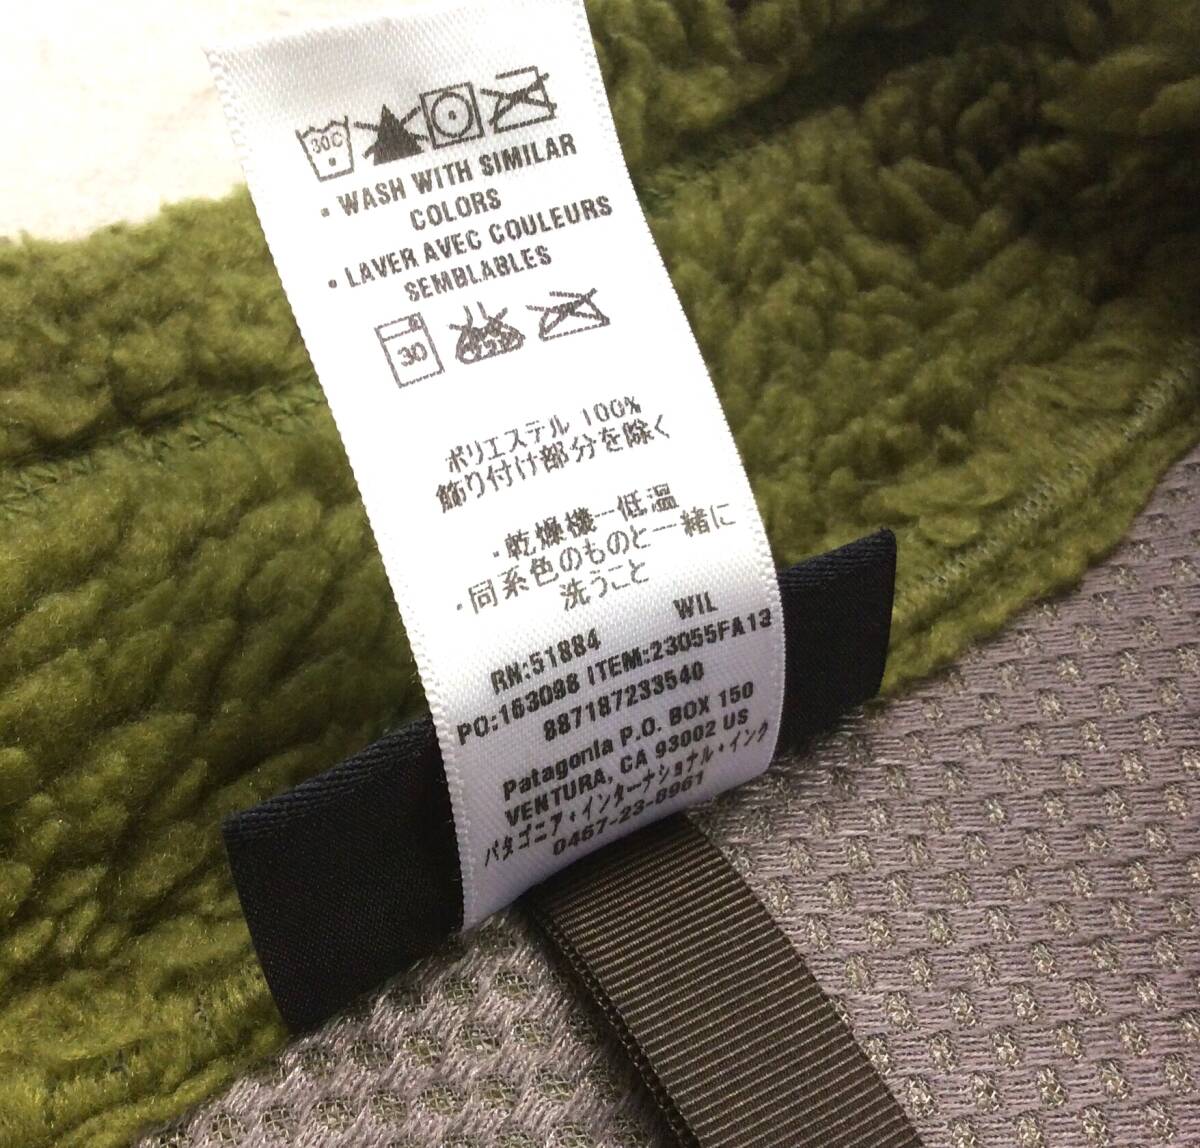 30C
• WASH WITH SIMILAR
COLORS
• LAVER AVEC COULEURS
SEMBLABLES
30
ポリエステル 100%
飾り付け部分を除く
・乾燥機一低温
・同系色のものと一緒に
洗うこと
RN:51884 WIL
PO:163098 ITEM:23055FA13
887187233540
Patagonia P.O. BOX 150
VENTURA, CA 93002 US
パタゴニア・インターナショナル・インク
0467-23-8961